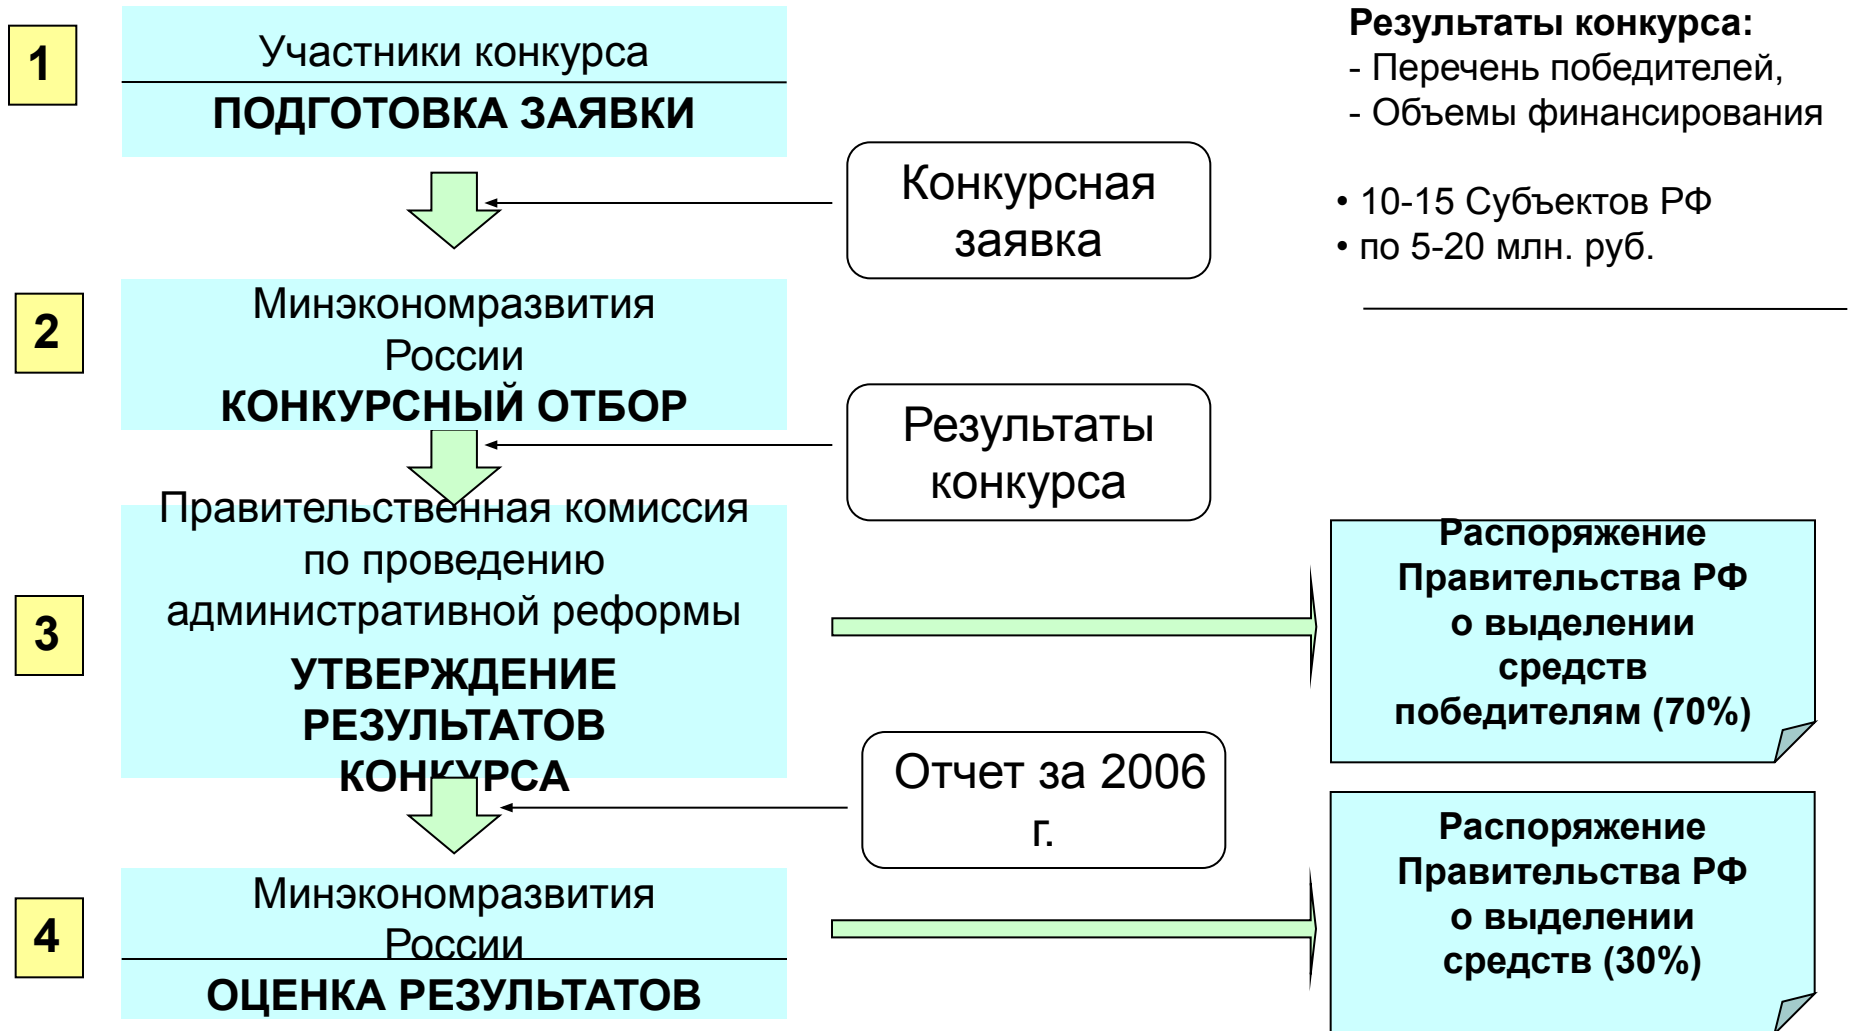 1
Участники конкурса
ПОДГОТОВКА ЗАЯВКИ
Конкурсная
заявка
2
Минэкономразвития
России
КОНКУРСНЫЙ ОТБОР
Результаты
конкурса
3
Правительственная комиссия
по проведению
административной реформы
УТВЕРЖДЕНИЕ
РЕЗУЛЬТАТОВ
КОНКУРСА
Отчет за 2006
г.
4
Минэкономразвития
России
ОЦЕНКА РЕЗУЛЬТАТОВ
Результаты конкурса:
- Перечень победителей,
- Объемы финансирования
• 10-15 Субъектов РФ
• по 5-20 млн. руб.
Распоряжение
Правительства РФ
о выделении
средств
победителям (70%)
Распоряжение
Правительства РФ
о выделении
средств (30%)